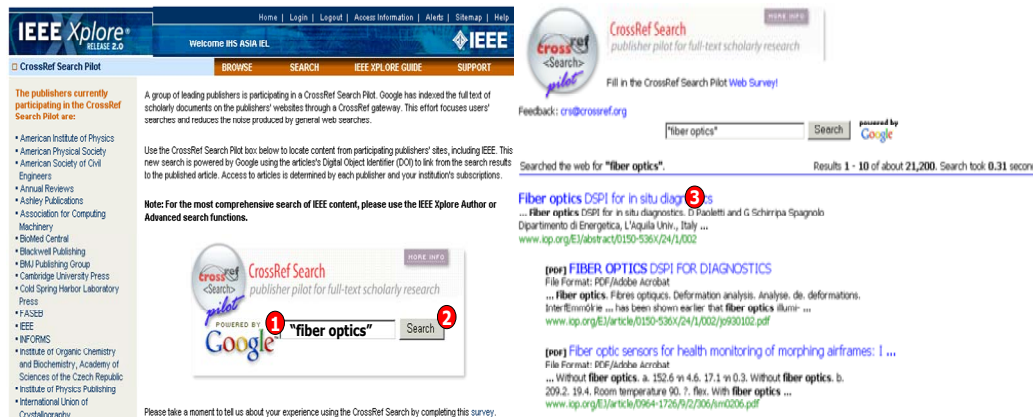 IEEE Xplore®
RELEASE 2.0
Home | Login | Logout | Access Information | Alerts | Sitemap | Help
Welcome IHS ASIA IEL
IEEE
CrossRef Search Pilot
BROWSE SEARCH IEEE XPLORE GUIDE SUPPORT
The publishers currently
participating in the CrossRef
Search Pilot are:
• American Institute of Physics
• American Physical Society
• American Society of Civil
Engineers
• Annual Reviews
• Ashley Publications
• Association for Computing
Machinery
• BioMed Central
• Blackwell Publishing
• BMJ Publishing Group
• Cambridge University Press
• Cold Spring Harbor Laboratory
Press
• FASEB
• IEEE
• INFORMS
• Institute of Organic Chemistry
and Biochemistry, Academy of
Sciences of the Czech Republic
• Institute of Physics Publishing
• International Union of
Crystallography
A group of leading publishers is participating in a CrossRef Search Pilot. Google has indexed the full text of
scholarly documents on the publishers' websites through a CrossRef gateway. This effort focuses users'
searches and reduces the noise produced by general web searches.
Use the CrossRef Search Pilot box below to locate content from participating publishers' sites, including IEEE. This
new search is powered by Google using the articles's Digital Object Identifier (DOI) to link from the search results
to the published article. Access to articles is determined by each publisher and your institution's subscriptions.
Note: For the most comprehensive search of IEEE content, please use the IEEE Xplore Author or
Advanced search functions.
MORE INFO
crossref
<Search>
pilot
CrossRef Search
publisher pilot for full-text scholarly research
POWERED BY
Google
1 "fiber optics" Search 2
Please take a moment to tell us about your experience using the CrossRef Search by completing this survey.
MORE INFO
crossref
<Search>
pilot
CrossRef Search
publisher pilot for full-text scholarly research
Fill in the CrossRef Search Pilot Web Survey!
Feedback: crs@crossref.org
"fiber optics" Search
powered by
Google
Searched the web for "fiber optics". Results 1 - 10 of about 21,200. Search took 0.31 secon
Fiber optics DSPI for in situ diagn 3 cs
... Fiber optics DSPI for in situ diagnostics. D Paoletti and G Schirripa Spagnolo
Dipartimento di Energetica, L'Aquila Univ., Italy ...
www.iop.org/EJ/abstract/0150-536X/24/1/002
[PDF] FIBER OPTICS DSPI FOR DIAGNOSTICS
File Format: PDF/Adobe Acrobat
... Fiber optics. Fibres optiqucs. Deformation analysis. Analyse. de. deformations.
... has been shown earlier that fiber optics illumi- ...
www.iop.org/EJ/article/0150-536X/24/1/002/jo930102.pdf
[PDF] Fiber optic sensors for health monitoring of morphing airframes: I ...
File Format: PDF/Adobe Acrobat
... Without fiber optics. a. 152.6 4.6. 17.1 0.3. Without fiber optics. b.
209.2. 19.4. Room temperature 90. ?. flex. With fiber optics ...
www.iop.org/EJ/article/0964-1726/9/2/306/sm0206.pdf